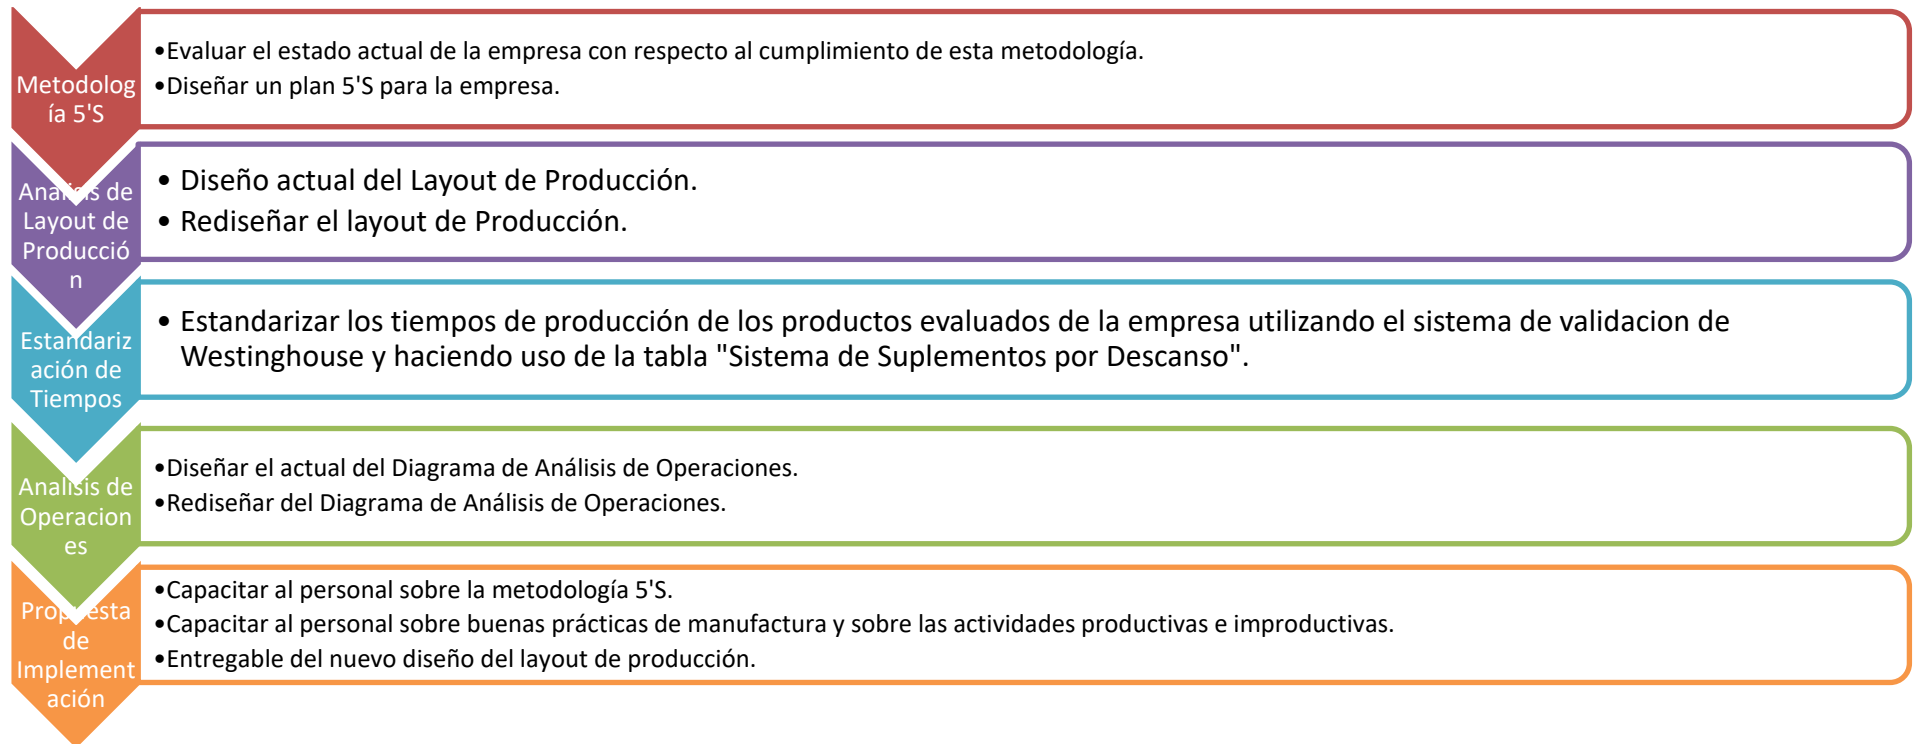 Metodolog
ía 5'S
•Evaluar el estado actual de la empresa con respecto al cumplimiento de esta metodología.
•Diseñar un plan 5'S para la empresa.
Analisis de
Layout de
Producció
n
• Diseño actual del Layout de Producción.
• Rediseñar el layout de Producción.
Estandariz
ación de
Tiempos
• Estandarizar los tiempos de producción de los productos evaluados de la empresa utilizando el sistema de validacion de
Westinghouse y haciendo uso de la tabla "Sistema de Suplementos por Descanso".
Analisis de
Operacion
es
•Diseñar el actual del Diagrama de Análisis de Operaciones.
•Rediseñar del Diagrama de Análisis de Operaciones.
Propuesta
de
Implement
ación
•Capacitar al personal sobre la metodología 5'S.
•Capacitar al personal sobre buenas prácticas de manufactura y sobre las actividades productivas e improductivas.
•Entregable del nuevo diseño del layout de producción.